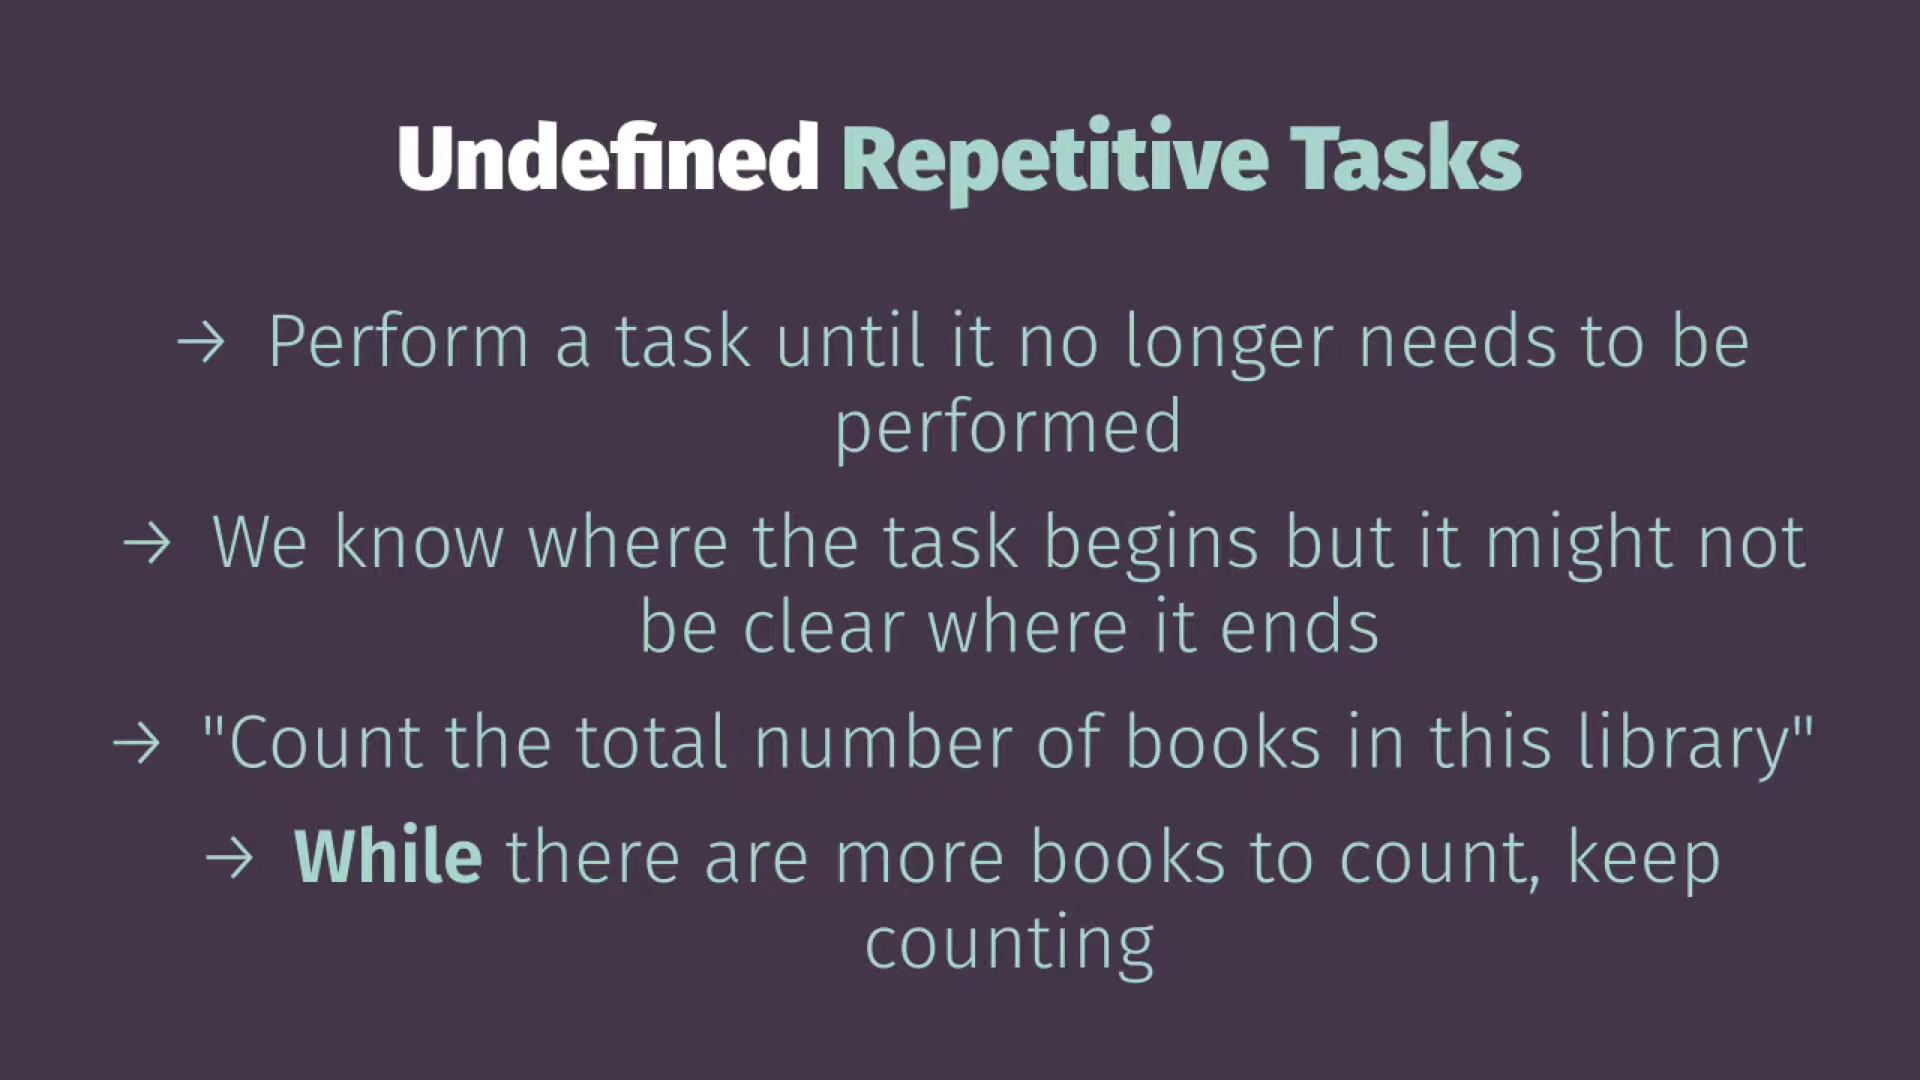 Undefined Repetitive Tasks
→ Perform a task until it no longer needs to be
performed
→ We know where the task begins but it might not
be clear where it ends
→ "Count the total number of books in this library"
→ While there are more books to count, keep
counting